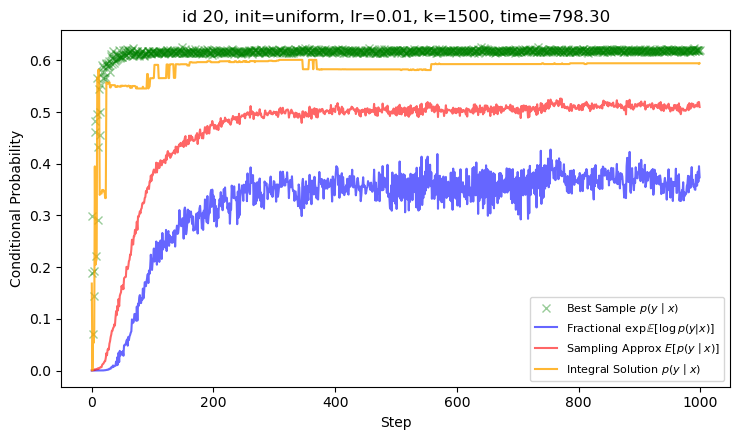 id 20, init=uniform, lr=0.01, k=1500, time=798.30
Conditional Probability
0.6
0.5
0.4
0.3
0.2
0.1
0.0
Best Sample p(y | x)
Fractional exp 𝔼[log p(y|x)]
Sampling Approx E[p(y | x)]
Integral Solution p(y | x)
0
200
400
600
800
1000
Step